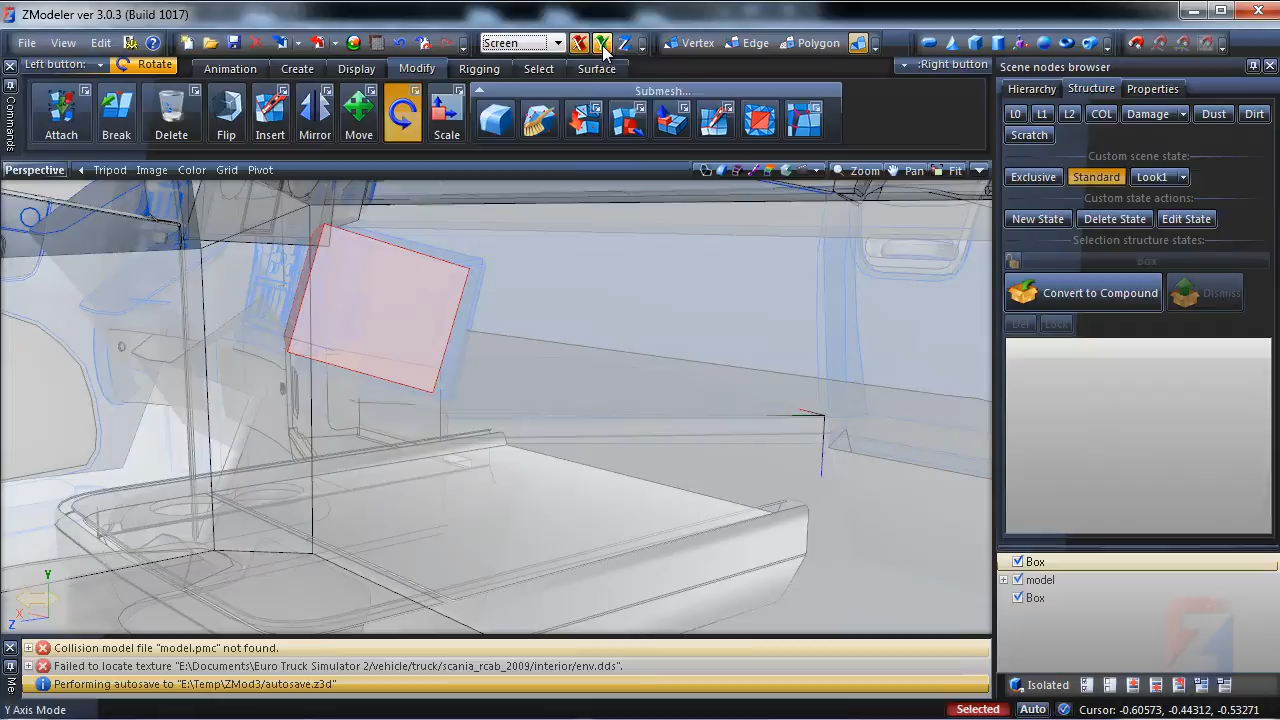 ZModeler ver 3.0.3 (Build 1017)
File View Edit Screen X Y Z Vertex Edge Polygon
Left button: Rotate Animation Create Display Modify Rigging Select Surface :Right button
Attach Break Delete Flip Insert Mirror Move Scale
Submesh...
Perspective Tripod Image Color Grid Pivot Zoom Pan Fit
Commands
Scene nodes browser
Hierarchy Structure Properties
L0 L1 L2 COL Damage Dust Dirt
Scratch
Custom scene state:
Exclusive Standard Look1
Custom state actions:
New State Delete State Edit State
Selection structure states:
Box
Convert to Compound Dismiss
Del Lock
Box
model
Box
Y
X
Z
Collision model file "model.pmc" not found.
Failed to locate texture "E:\Documents\Euro Truck Simulator 2/vehicle/truck/scania_rcab_2009/interior/env.dds".
Performing autosave to "E:\Temp\ZMod3/autosave.z3d"
Me
Isolated
Y Axis Mode Selected Auto Cursor: -0.60573, -0.44312, -0.53271